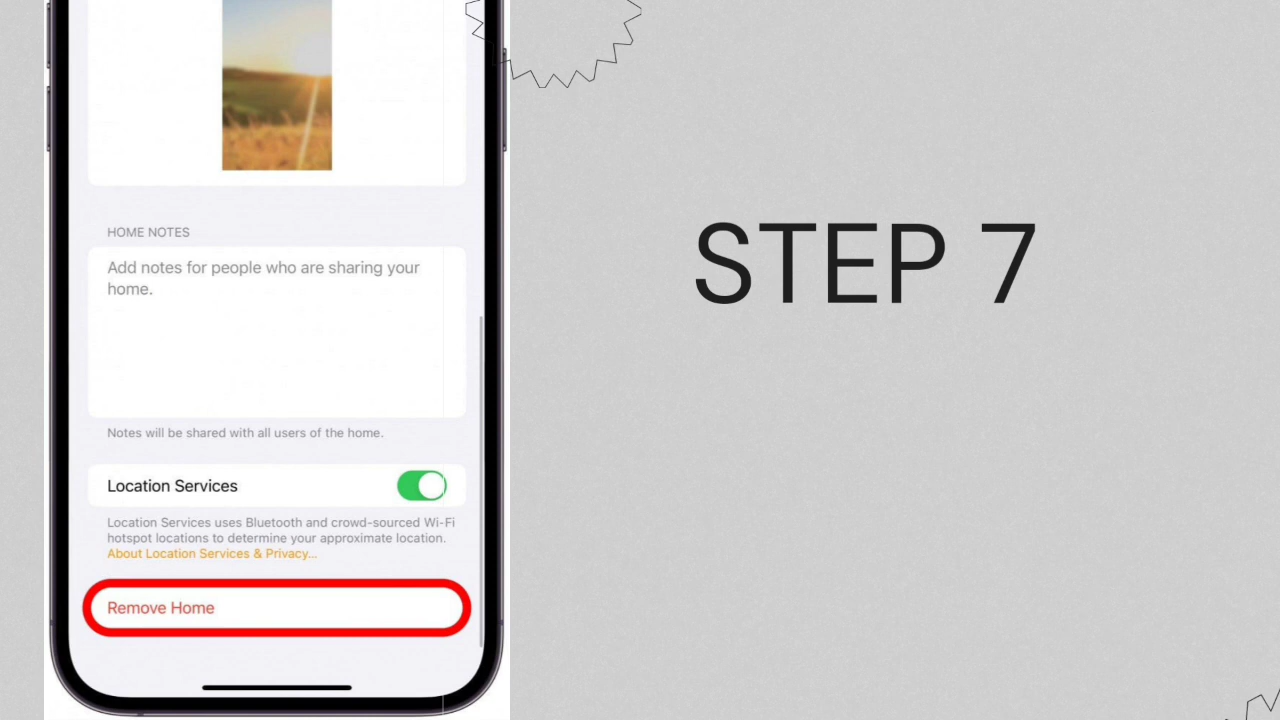 HOME NOTES
Add notes for people who are sharing your
home.
Notes will be shared with all users of the home.
Location Services
Location Services uses Bluetooth and crowd-sourced Wi-Fi
hotspot locations to determine your approximate location.
About Location Services & Privacy...
Remove Home
STEP 7